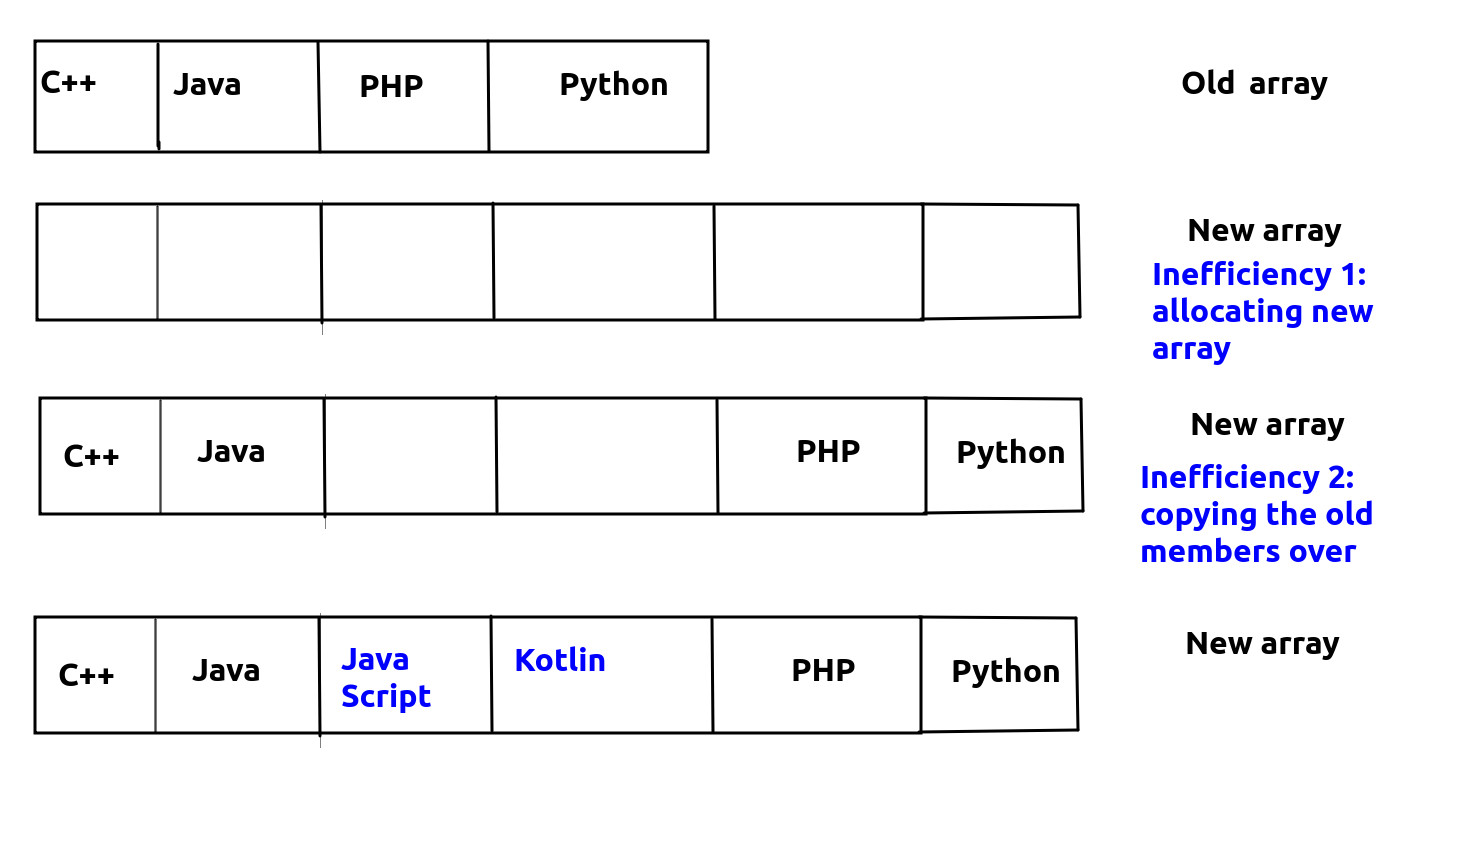 C++ Java PHP Python Old array
New array
Inefficiency 1:
allocating new
array
C++ Java PHP Python New array
Inefficiency 2:
copying the old
members over
C++ Java Java Kotlin PHP Python New array
Script